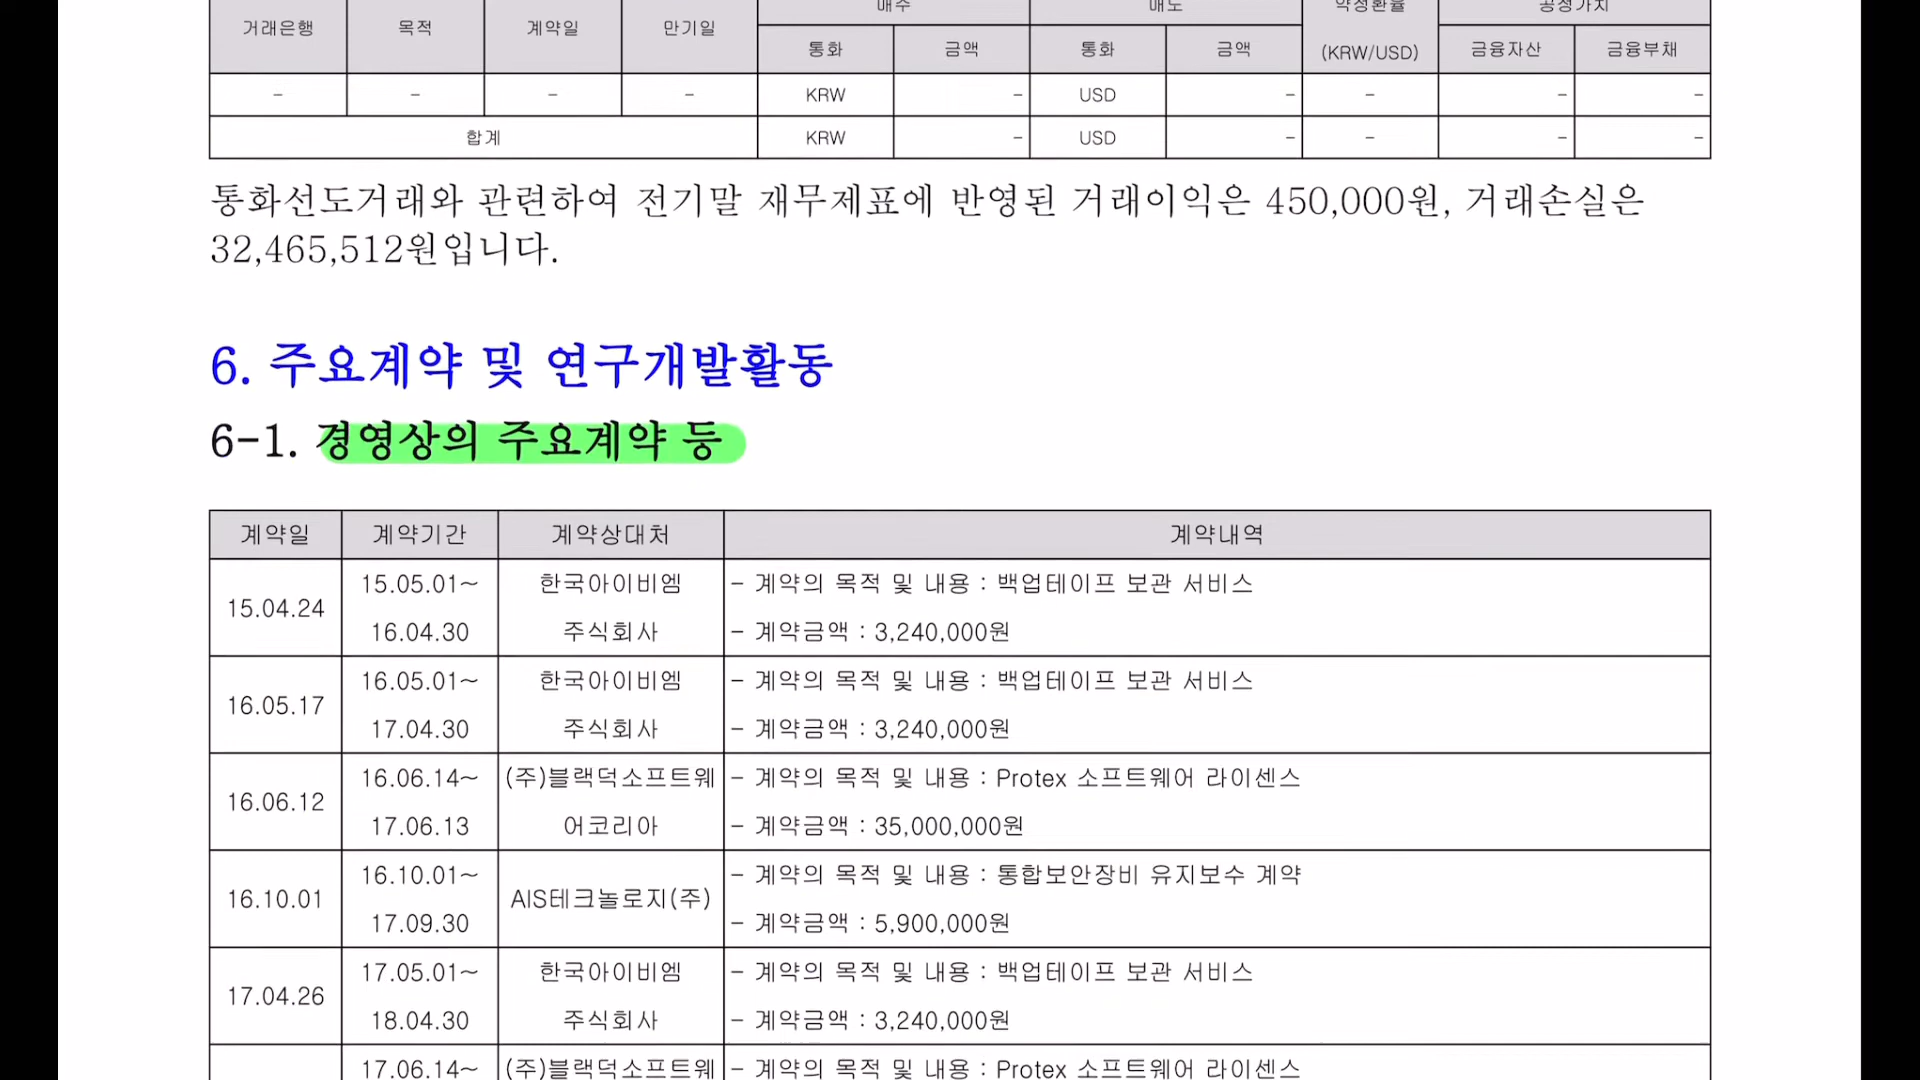 거래은행 목적 계약일 만기일 매수 매도 약정환율 공정가치
통화 금액 통화 금액 (KRW/USD) 금융자산 금융부채
- - - - KRW - USD - - - -
합계 KRW - USD - - - -
통화선도거래와 관련하여 전기말 재무제표에 반영된 거래이익은 450,000원, 거래손실은
32,465,512원입니다.
6. 주요계약 및 연구개발활동
6-1. 경영상의 주요계약 등
계약일 계약기간 계약상대처 계약내역
15.04.24
15.05.01~
16.04.30
한국아이비엠
주식회사
- 계약의 목적 및 내용 : 백업테이프 보관 서비스
- 계약금액 : 3,240,000원
16.05.17
16.05.01~
17.04.30
한국아이비엠
주식회사
- 계약의 목적 및 내용 : 백업테이프 보관 서비스
- 계약금액 : 3,240,000원
16.06.12
16.06.14~
17.06.13
(주)블랙덕소프트웨
어코리아
- 계약의 목적 및 내용 : Protex 소프트웨어 라이센스
- 계약금액 : 35,000,000원
16.10.01
16.10.01~
17.09.30
AIS테크놀로지(주)
- 계약의 목적 및 내용 : 통합보안장비 유지보수 계약
- 계약금액 : 5,900,000원
17.04.26
17.05.01~
18.04.30
한국아이비엠
주식회사
- 계약의 목적 및 내용 : 백업테이프 보관 서비스
- 계약금액 : 3,240,000원
17.06.14~
(주)블랙덕소프트웨
- 계약의 목적 및 내용 : Protex 소프트웨어 라이센스